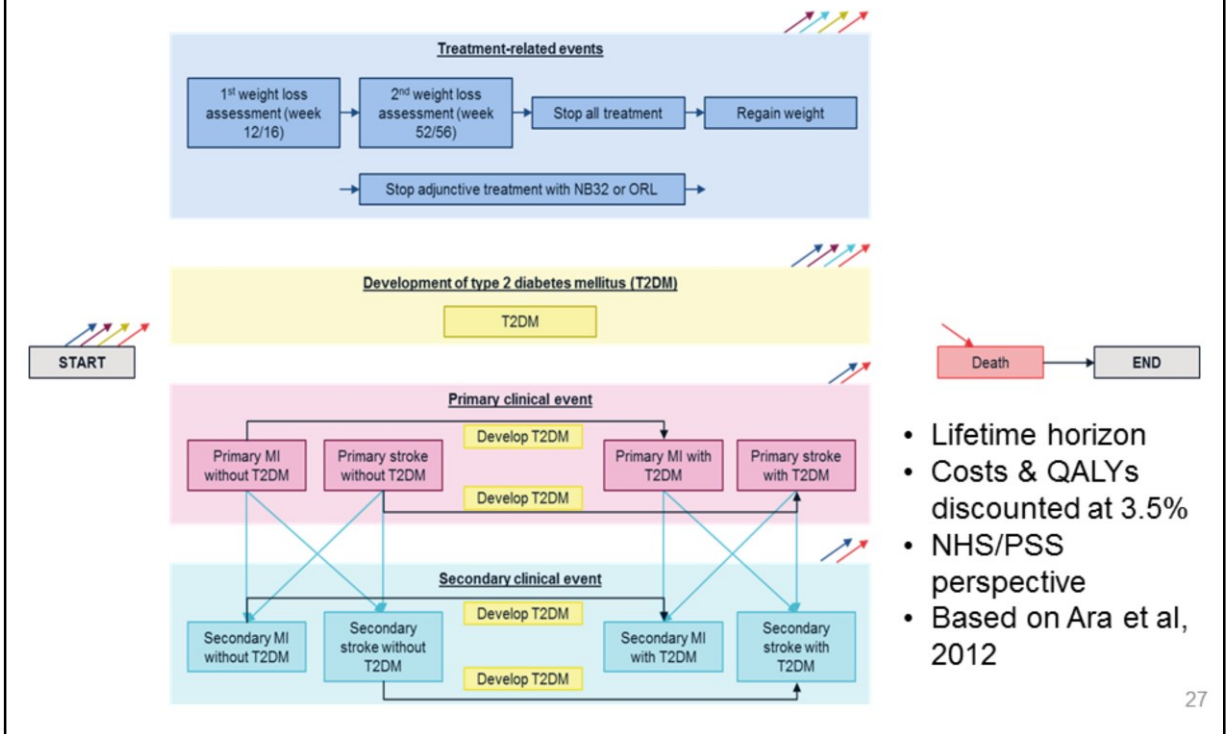 Treatment-related events
1st weight loss
assessment (week
12/16)
2nd weight loss
assessment (week
52/56)
Stop all treatment
Regain weight
Stop adjunctive treatment with NB32 or ORL
Development of type 2 diabetes mellitus (T2DM)
T2DM
START
Death
END
Primary clinical event
Develop T2DM
Primary MI
without T2DM
Primary stroke
without T2DM
Primary MI with
T2DM
Primary stroke
with T2DM
Develop T2DM
Secondary clinical event
Develop T2DM
Secondary MI
without T2DM
Secondary
stroke without
T2DM
Secondary MI
with T2DM
Secondary
stroke with
T2DM
Develop T2DM
• Lifetime horizon
• Costs & QALYs
discounted at 3.5%
• NHS/PSS
perspective
• Based on Ara et al,
2012
27